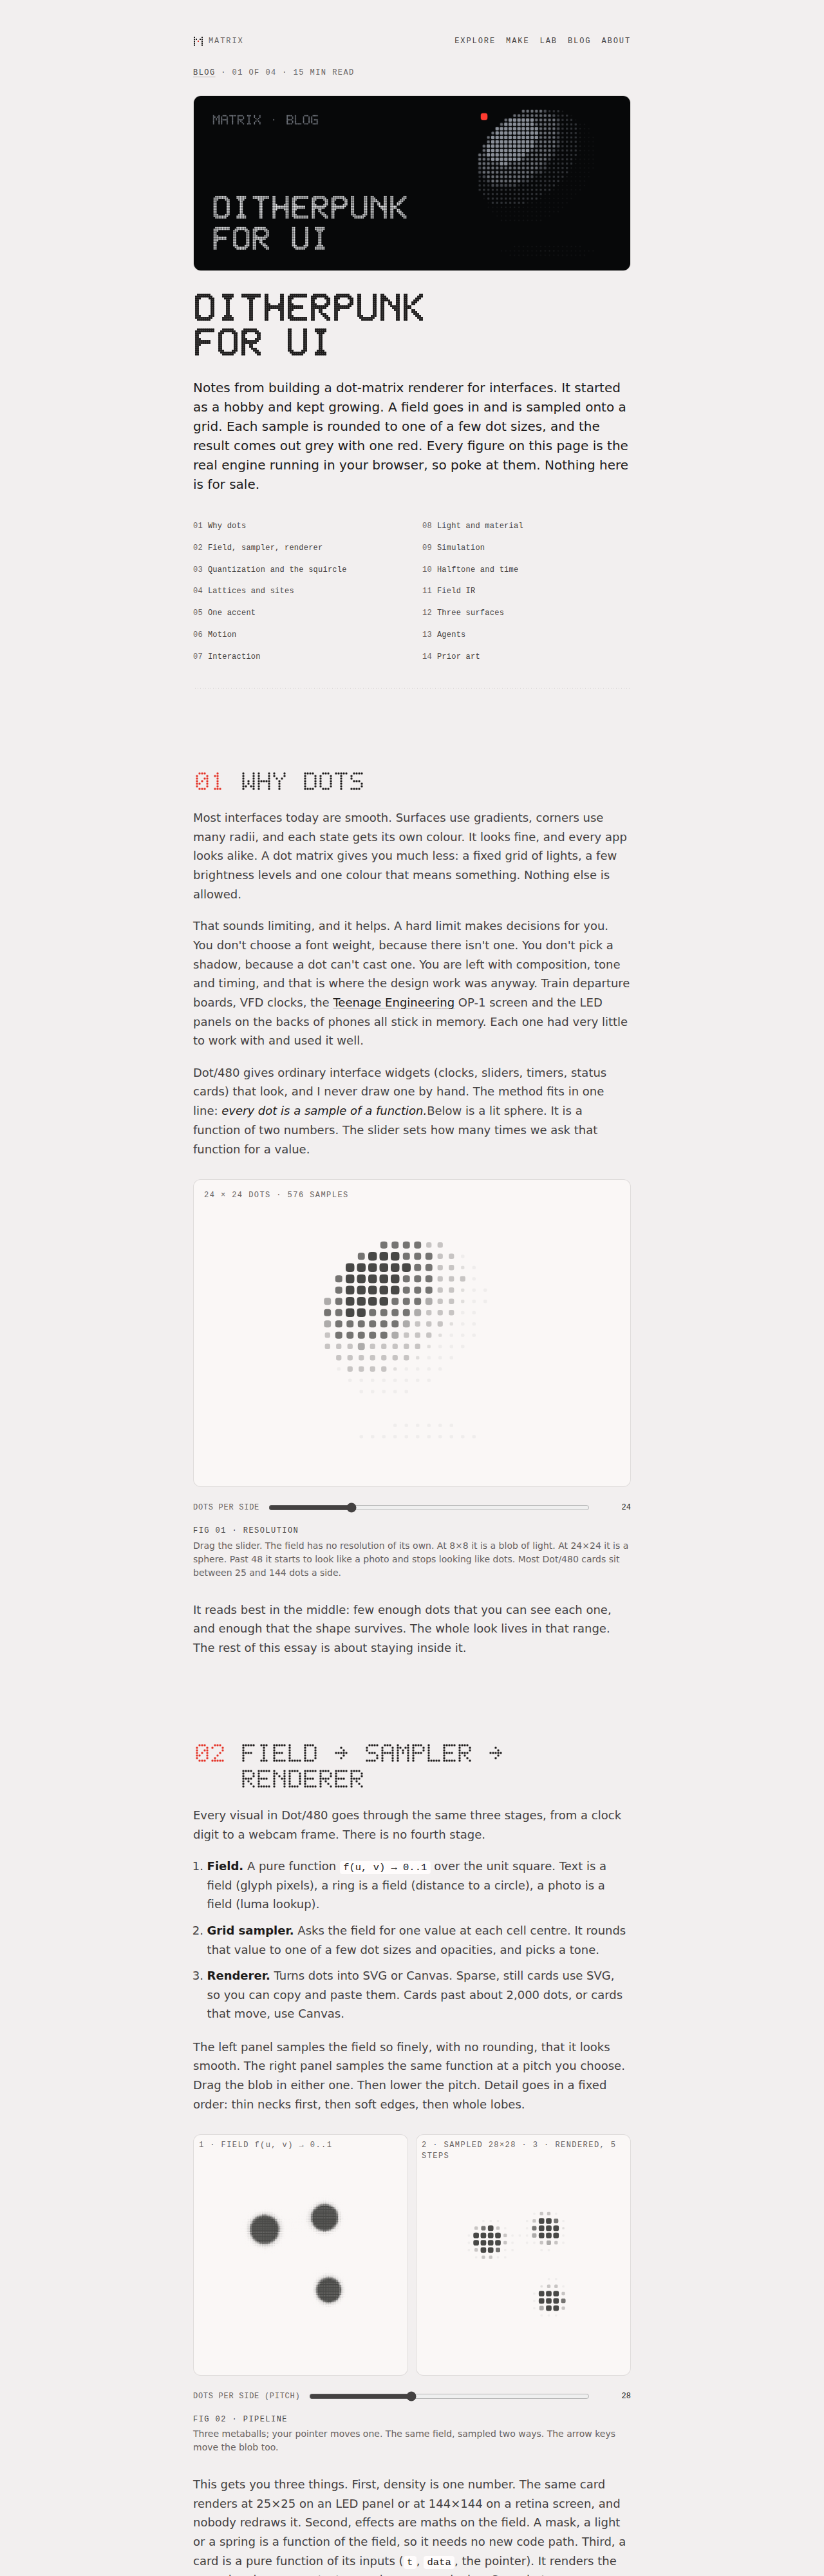 MATRIX
EXPLORE MAKE LAB BLOG ABOUT
BLOG · 01 OF 04 · 15 MIN READ
MATRIX · BLOG
DITHERPUNK
FOR UI
DITHERPUNK
FOR UI
Notes from building a dot-matrix renderer for interfaces. It started
as a hobby and kept growing. A field goes in and is sampled onto a
grid. Each sample is rounded to one of a few dot sizes, and the
result comes out grey with one red. Every figure on this page is the
real engine running in your browser, so poke at them. Nothing here
is for sale.
01 Why dots
02 Field, sampler, renderer
03 Quantization and the squircle
04 Lattices and sites
05 One accent
06 Motion
07 Interaction
08 Light and material
09 Simulation
10 Halftone and time
11 Field IR
12 Three surfaces
13 Agents
14 Prior art
01 WHY DOTS
Most interfaces today are smooth. Surfaces use gradients, corners use
many radii, and each state gets its own colour. It looks fine, and every app
looks alike. A dot matrix gives you much less: a fixed grid of lights, a few
brightness levels and one colour that means something. Nothing else is
allowed.
That sounds limiting, and it helps. A hard limit makes decisions for you.
You don't choose a font weight, because there isn't one. You don't pick a
shadow, because a dot can't cast one. You are left with composition, tone
and timing, and that is where the design work was anyway. Train departure
boards, VFD clocks, the Teenage Engineering OP-1 screen and the LED
panels on the backs of phones all stick in memory. Each one had very little
to work with and used it well.
Dot/480 gives ordinary interface widgets (clocks, sliders, timers, status
cards) that look, and I never draw one by hand. The method fits in one
line: every dot is a sample of a function.Below is a lit sphere. It is a
function of two numbers. The slider sets how many times we ask that
function for a value.
24 × 24 DOTS · 576 SAMPLES
DOTS PER SIDE 24
FIG 01 · RESOLUTION
Drag the slider. The field has no resolution of its own. At 8×8 it is a blob of light. At 24×24 it is a
sphere. Past 48 it starts to look like a photo and stops looking like dots. Most Dot/480 cards sit
between 25 and 144 dots a side.
It reads best in the middle: few enough dots that you can see each one,
and enough that the shape survives. The whole look lives in that range.
The rest of this essay is about staying inside it.
02 FIELD → SAMPLER →
RENDERER
Every visual in Dot/480 goes through the same three stages, from a clock
digit to a webcam frame. There is no fourth stage.
1. Field. A pure function f(u, v) → 0..1 over the unit square. Text is a
field (glyph pixels), a ring is a field (distance to a circle), a photo is a
field (luma lookup).
2. Grid sampler. Asks the field for one value at each cell centre. It rounds
that value to one of a few dot sizes and opacities, and picks a tone.
3. Renderer. Turns dots into SVG or Canvas. Sparse, still cards use SVG,
so you can copy and paste them. Cards past about 2,000 dots, or cards
that move, use Canvas.
The left panel samples the field so finely, with no rounding, that it looks
smooth. The right panel samples the same function at a pitch you choose.
Drag the blob in either one. Then lower the pitch. Detail goes in a fixed
order: thin necks first, then soft edges, then whole lobes.
1 · FIELD f(u, v) → 0..1
2 · SAMPLED 28×28 · 3 · RENDERED, 5
STEPS
DOTS PER SIDE (PITCH) 28
FIG 02 · PIPELINE
Three metaballs; your pointer moves one. The same field, sampled two ways. The arrow keys
move the blob too.
This gets you three things. First, density is one number. The same card
renders at 25×25 on an LED panel or at 144×144 on a retina screen, and
nobody redraws it. Second, effects are maths on the field. A mask, a light
or a spring is a function of the field, so it needs no new code path. Third, a
card is a pure function of its inputs ( t , data , the pointer). It renders the